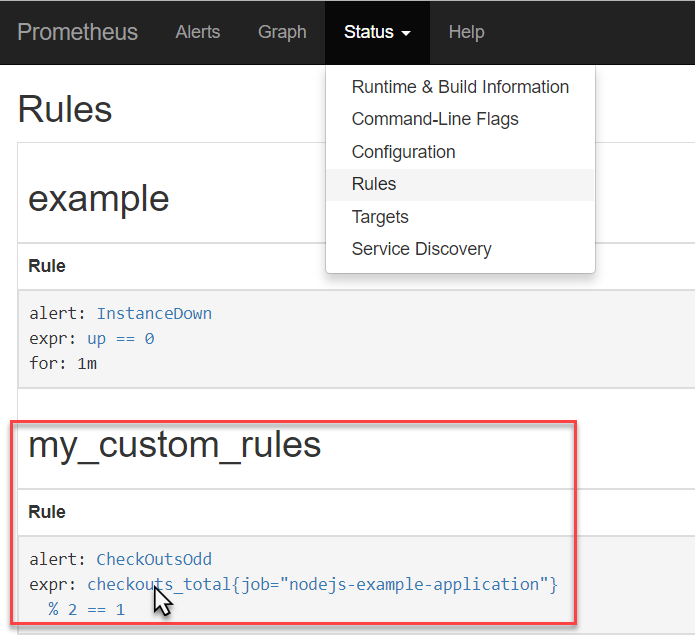 Prometheus Alerts Graph Status Help
Runtime & Build Information
Command-Line Flags
Configuration
Rules
Targets
Service Discovery
Rules
example
Rule
alert: InstanceDown
expr: up == 0
for: 1m
my_custom_rules
Rule
alert: CheckOutsOdd
expr: checkouts_total{job="nodejs-example-application"}
% 2 == 1